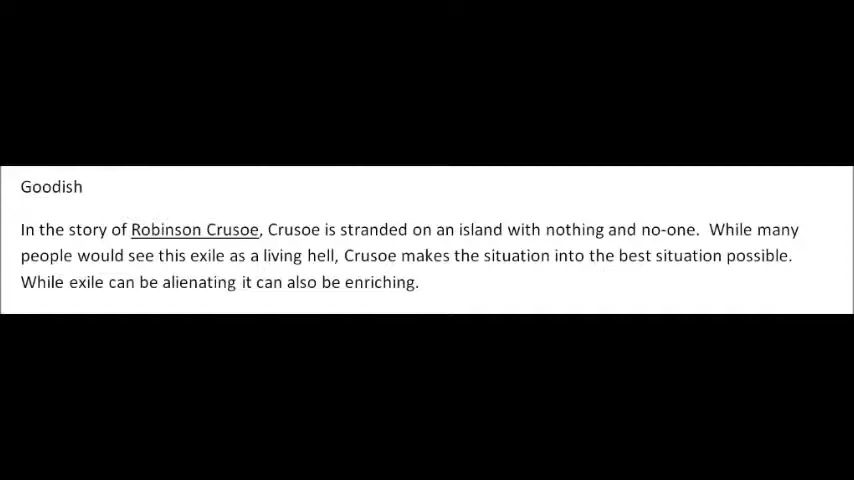 Goodish
In the story of Robinson Crusoe, Crusoe is stranded on an island with nothing and no-one.  While many
people would see this exile as a living hell, Crusoe makes the situation into the best situation possible.
While exile can be alienating it can also be enriching.